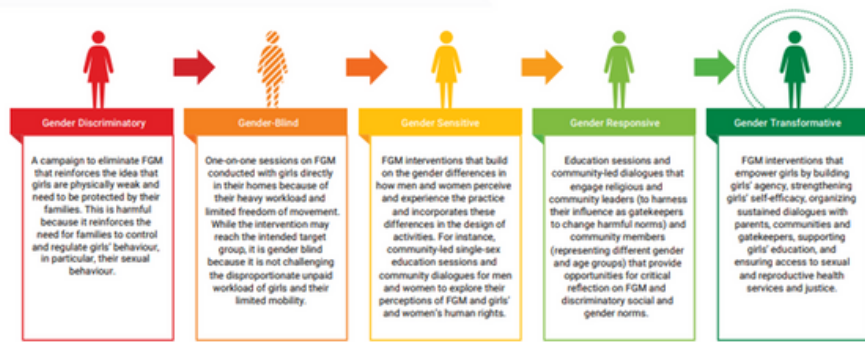 Gender Discriminatory
A campaign to eliminate FGM
that reinforces the idea that
girls are physically weak and
need to be protected by their
families. This is harmful
because it reinforces the
need for families to control
and regulate girls' behaviour,
in particular, their sexual
behaviour.
Gender-Blind
One-on-one sessions on FGM
conducted with girls directly
in their homes because of
their heavy workload and
limited freedom of movement.
While the intervention may
reach the intended target
group, it is gender blind
because it is not challenging
the disproportionate unpaid
workload of girls and their
limited mobility.
Gender Sensitive
FGM interventions that build
on the gender differences in
how men and women perceive
and experience the practice
and incorporates these
differences in the design of
activities. For instance,
community-led single-sex
education sessions and
community dialogues for men
and women to explore their
perceptions of FGM and girls'
and women's human rights.
Gender Responsive
Education sessions and
community-led dialogues that
engage religious and
community leaders (to harness
their influence as gatekeepers
to change harmful norms) and
community members
(representing different gender
and age groups) that provide
opportunities for critical
reflection on FGM and
discriminatory social and
gender norms.
Gender Transformative
FGM interventions that
empower girls by building
girls' agency, strengthening
girls' self-efficacy, organizing
sustained dialogues with
parents, communities and
gatekeepers, supporting
girls' education, and
ensuring access to sexual
and reproductive health
services and justice.